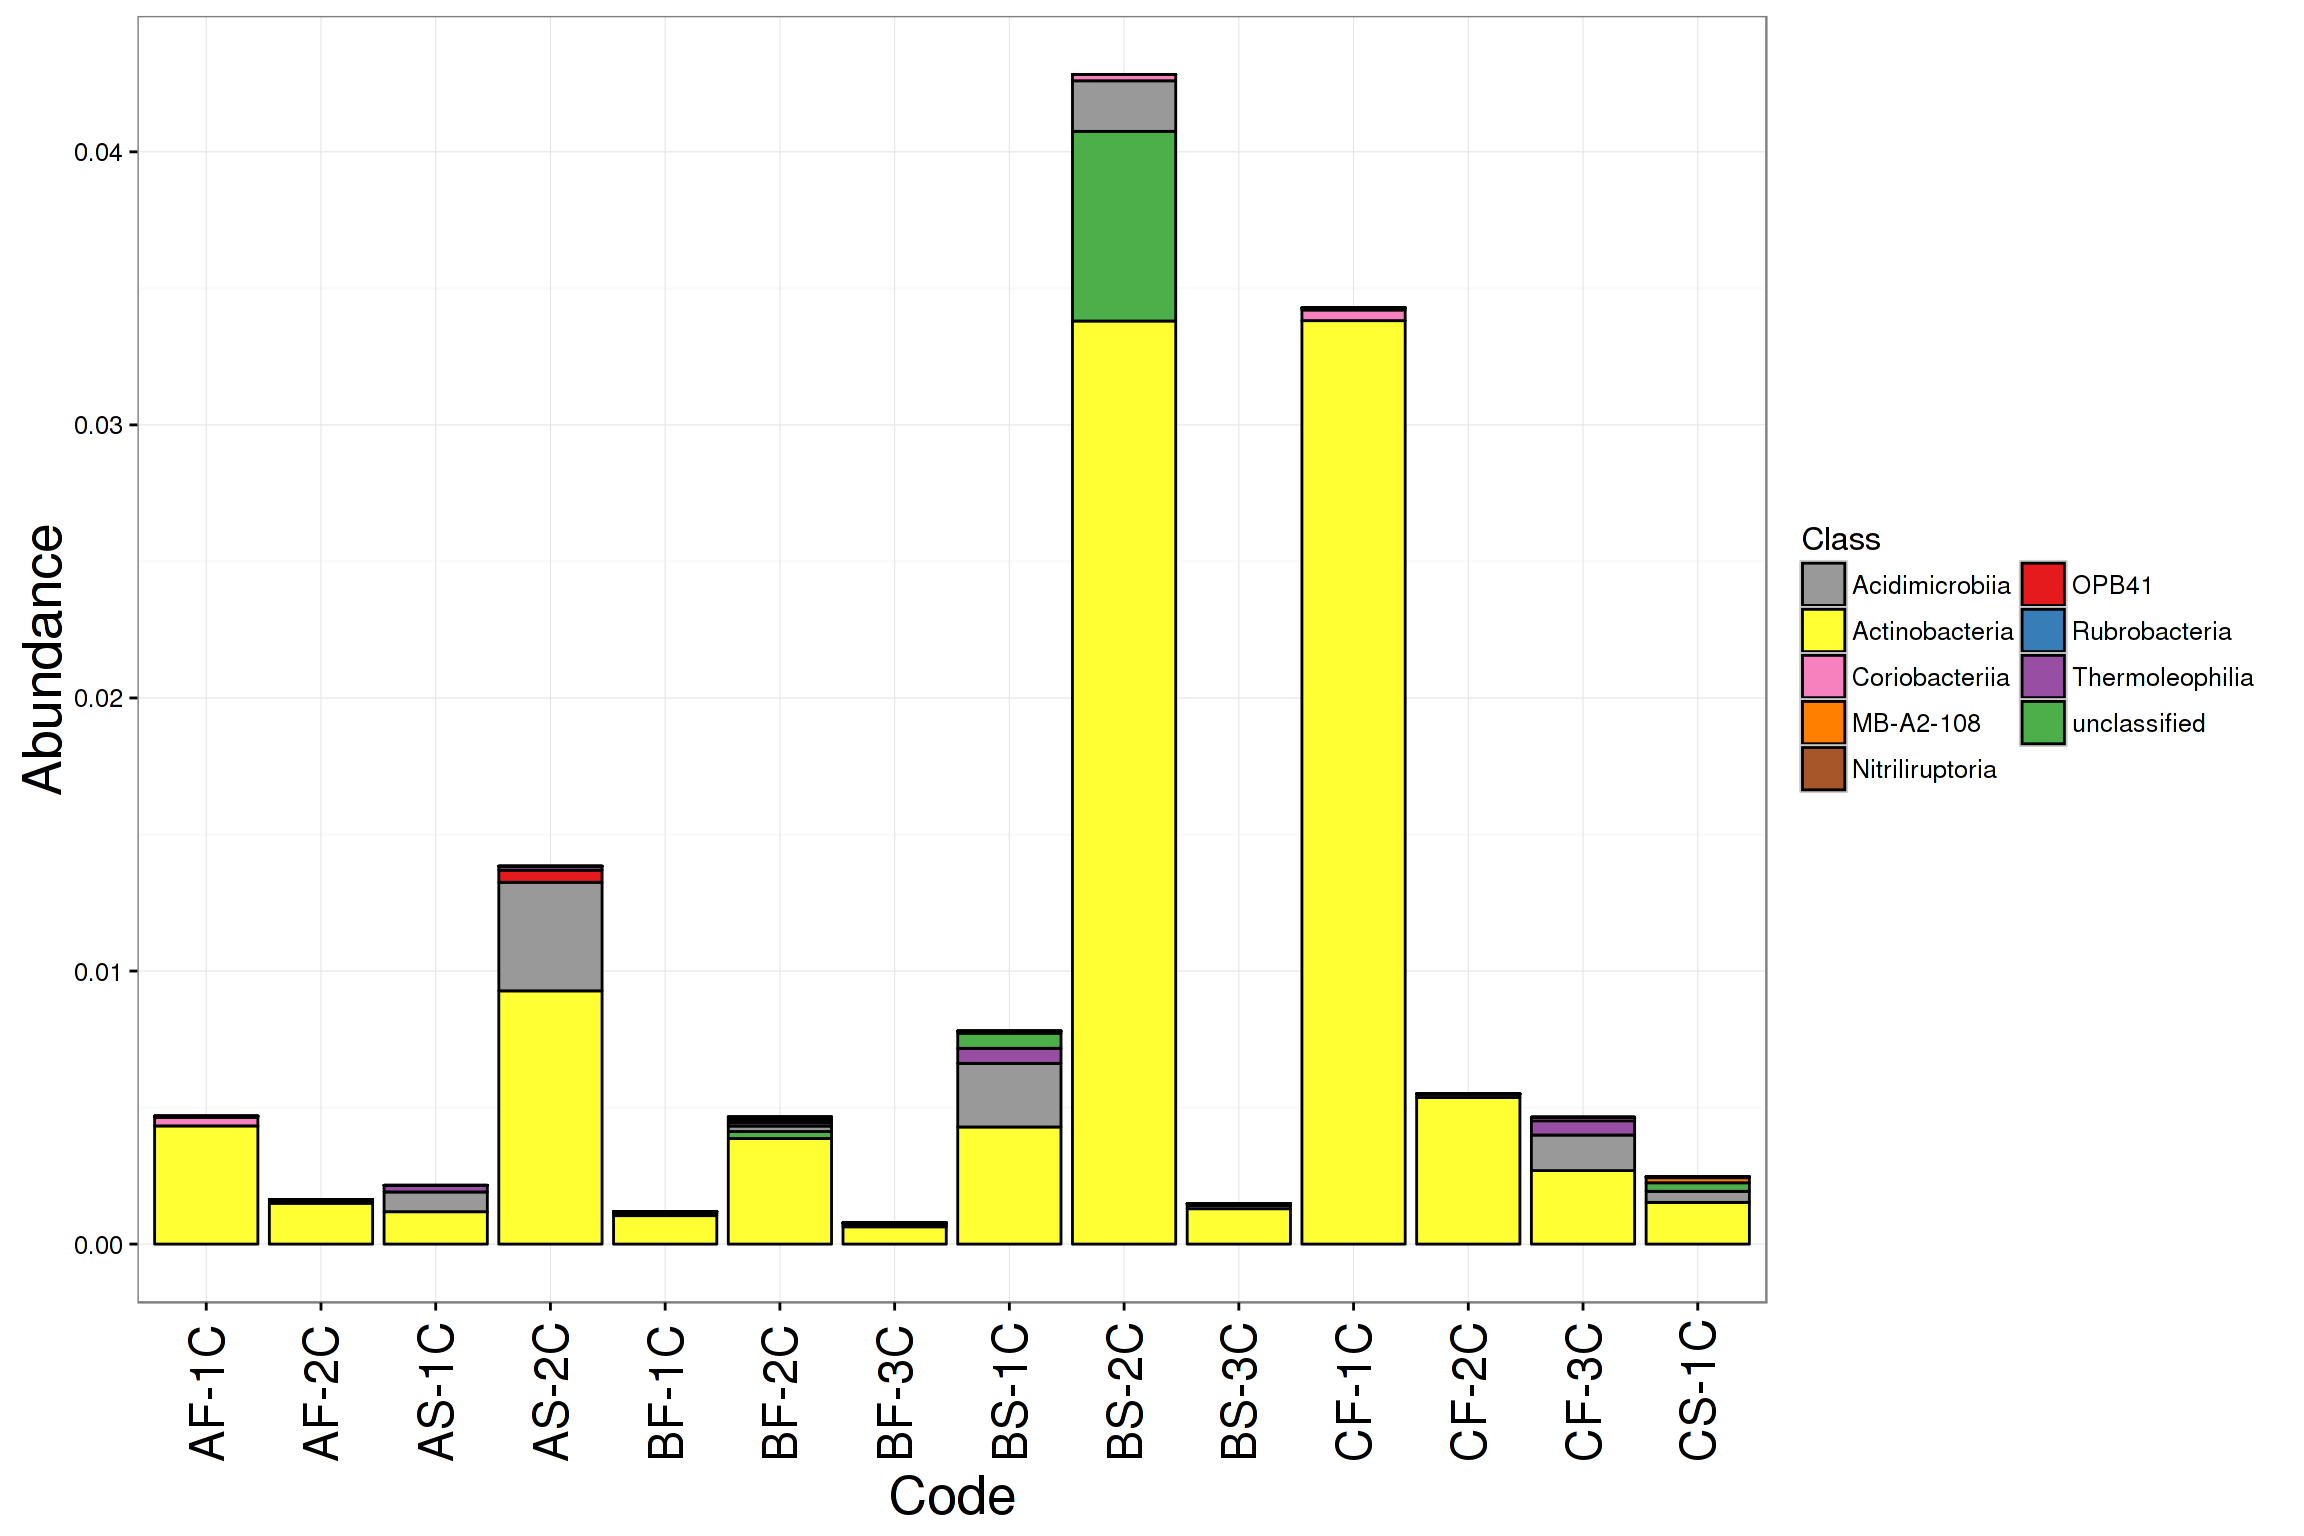 Abundance
0.04
0.03
0.02
0.01
0.00
AF-1C
AF-2C
AS-1C
AS-2C
BF-1C
BF-2C
BF-3C
BS-1C
BS-2C
BS-3C
CF-1C
CF-2C
CF-3C
CS-1C
Code
Class
Acidimicrobiia
Actinobacteria
Coriobacteriia
MB-A2-108
Nitriliruptoria
OPB41
Rubrobacteria
Thermoleophilia
unclassified